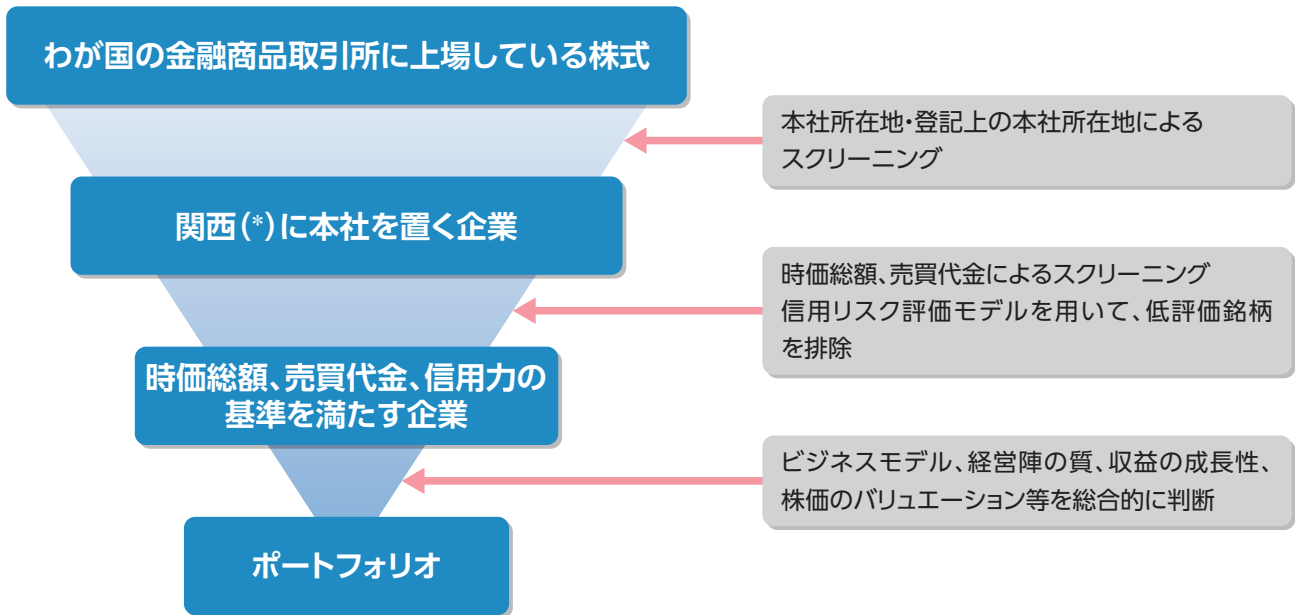 わが国の金融商品取引所に上場している株式
本社所在地・登記上の本社所在地による
スクリーニング
関西(*)に本社を置く企業
時価総額、売買代金によるスクリーニング
信用リスク評価モデルを用いて、低評価銘柄
を排除
時価総額、売買代金、信用力の
基準を満たす企業
ビジネスモデル、経営陣の質、収益の成長性、
株価のバリュエーション等を総合的に判断
ポートフォリオ